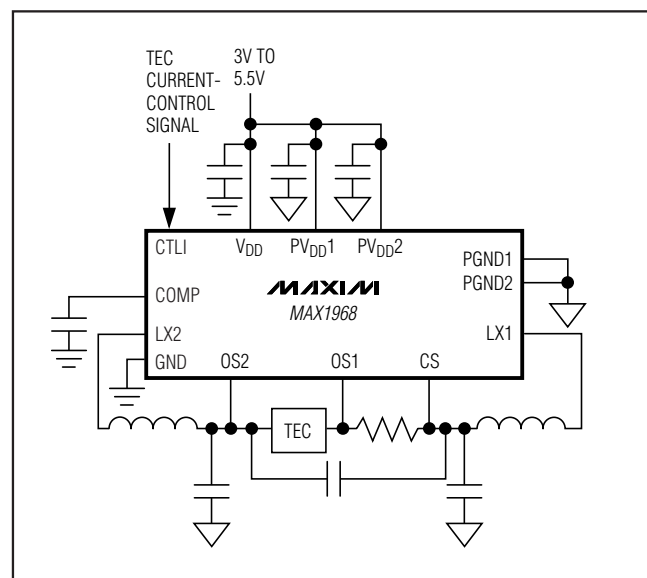 TEC
CURRENT-
CONTROL
SIGNAL
3V TO
5.5V
CTLI
VDD
PVDD1
PVDD2
PGND1
PGND2
COMP
MAXIM
MAX1968
LX2
LX1
GND
OS2
OS1
CS
TEC